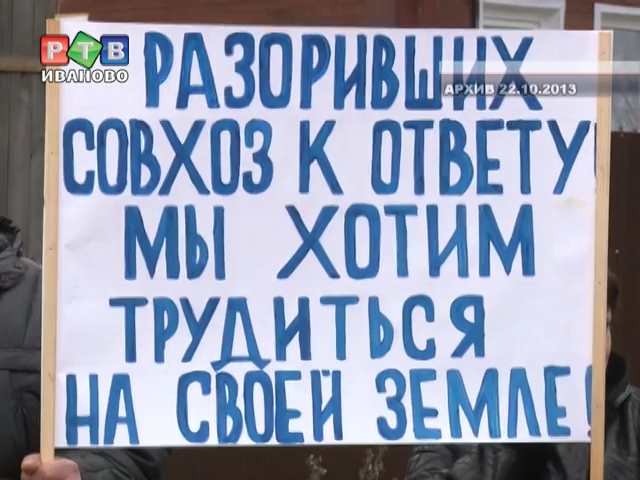 РТВ
ИВАНОВО
АРХИВ 22.10.2013
РАЗОРИВШИХ
СОВХОЗ К ОТВЕТУ!
МЫ ХОТИМ
ТРУДИТЬСЯ
НА СВОЕЙ ЗЕМЛЕ!